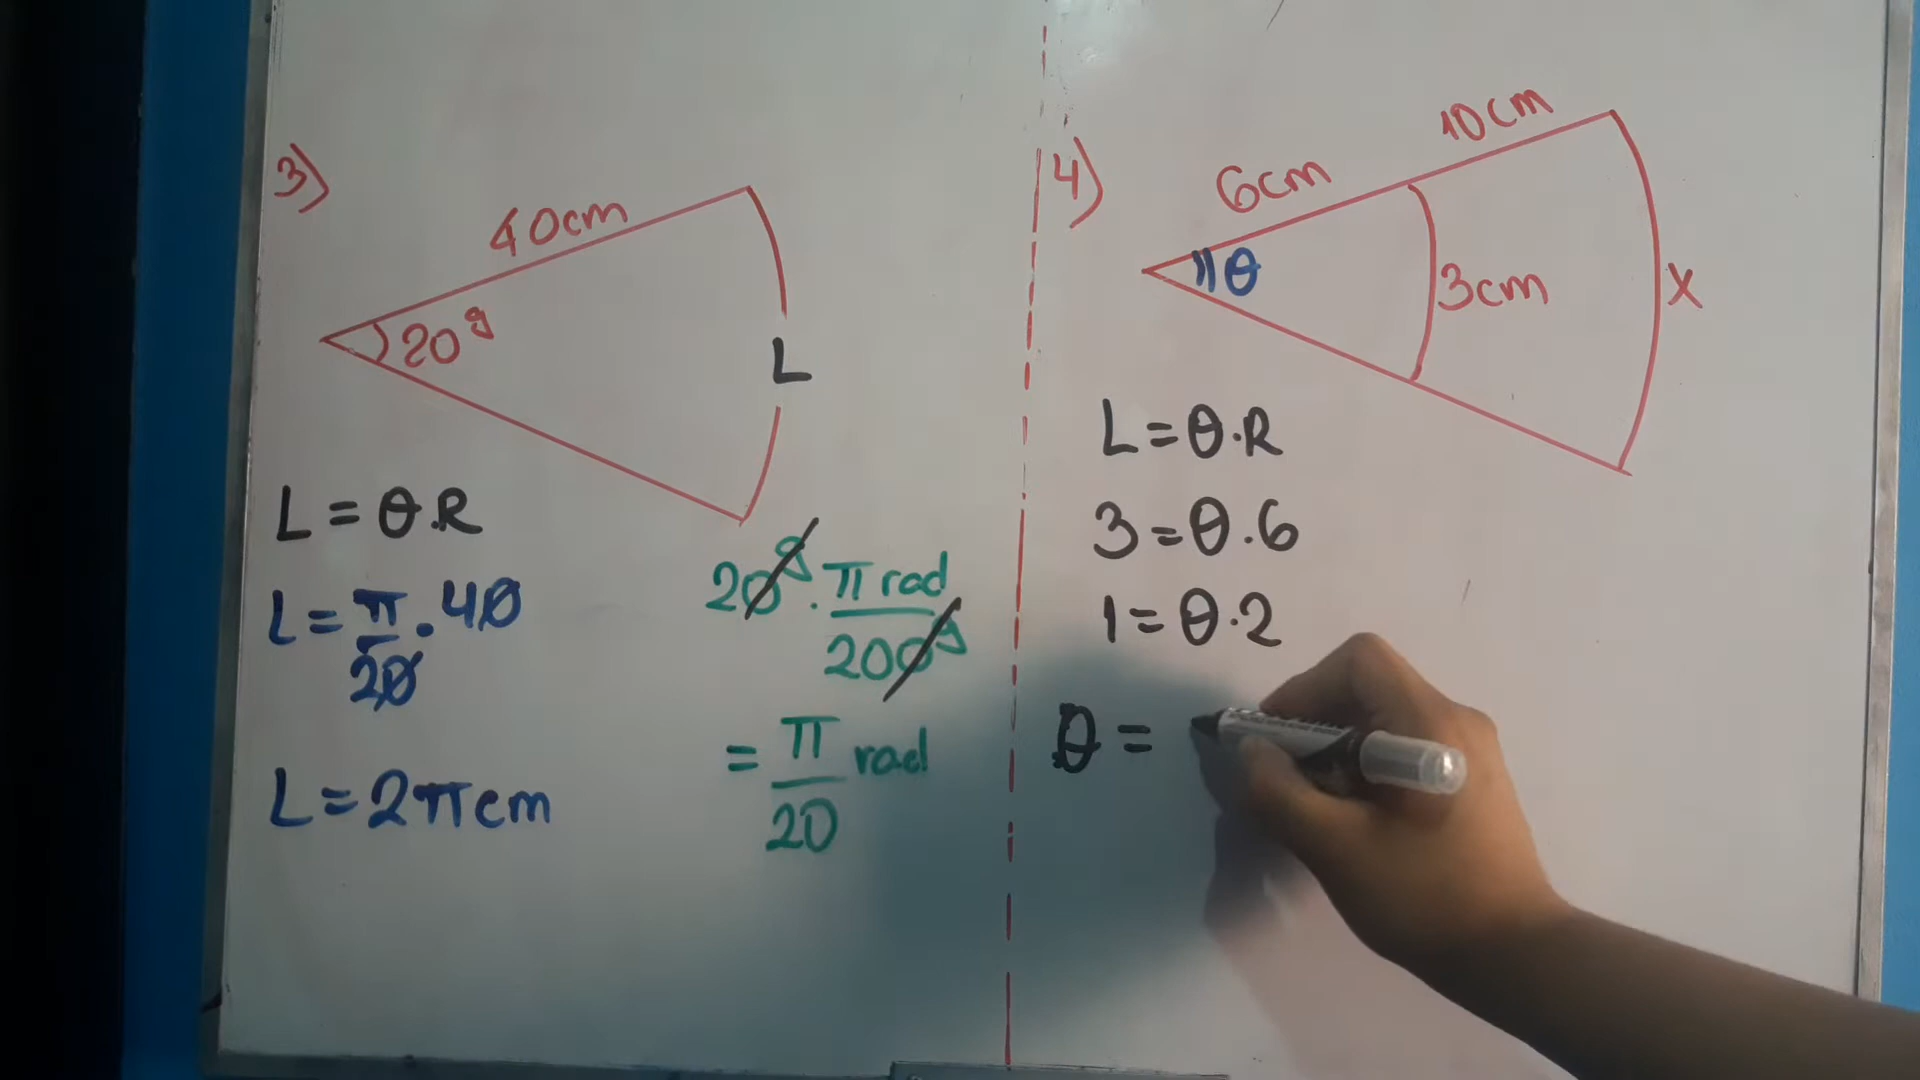 3)
40cm
20ᵍ
L
L = θ.R
L = π/20 . 40
L = 2πcm
20ᵍ . π rad/200ᵍ
= π/20 rad
4)
10cm
6cm
θ
3cm
x
L = θ.R
3 = θ.6
1 = θ.2
θ =